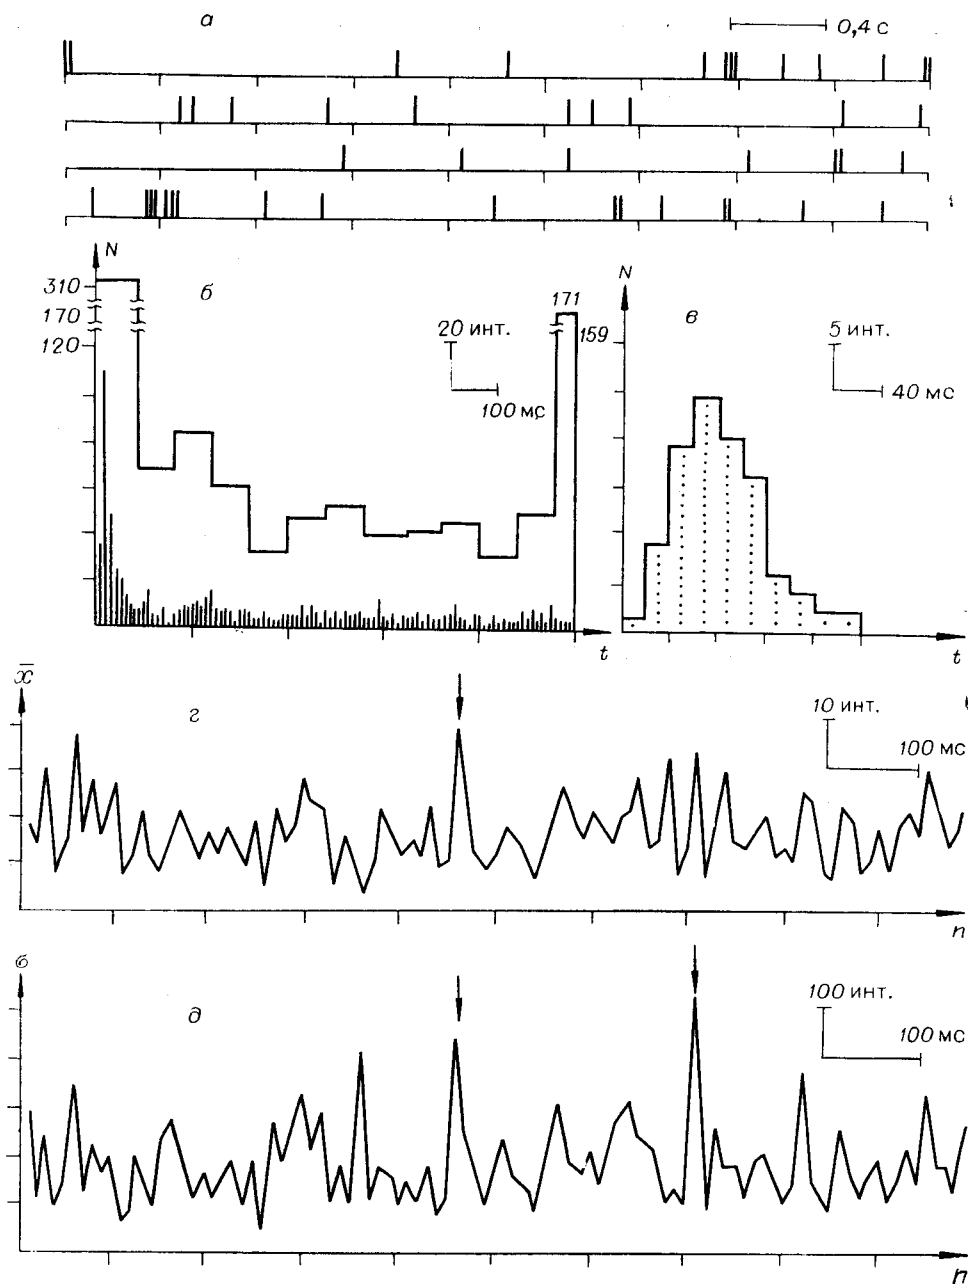 а
0,4 с
N
310
170
120
б
20 инт.
100 мс
171
159
t
N
в
5 инт.
40 мс
t
x̅
г
10 инт.
100 мс
n
σ
д
100 инт.
100 мс
n